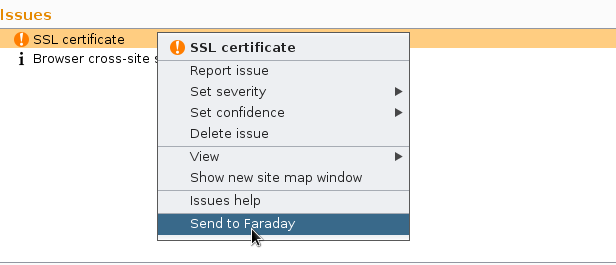 Issues
SSL certificate
Browser cross-site
SSL certificate
Report issue
Set severity
Set confidence
Delete issue
View
Show new site map window
Issues help
Send to Faraday